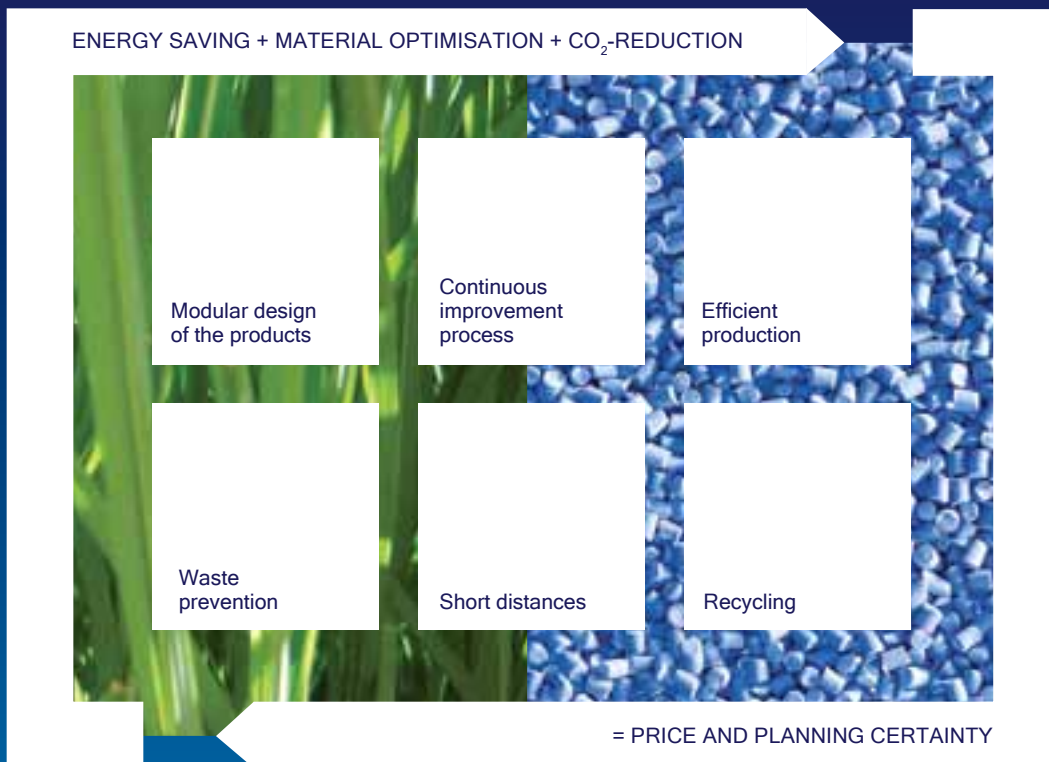 ENERGY SAVING + MATERIAL OPTIMISATION + CO₂-REDUCTION
Modular design
of the products
Continuous
improvement
process
Efficient
production
Waste
prevention
Short distances
Recycling
= PRICE AND PLANNING CERTAINTY